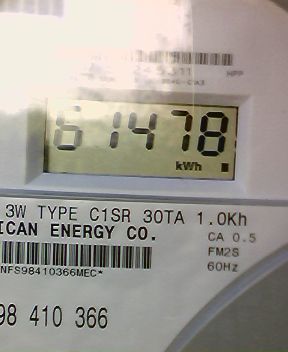 61478
kWh
3W TYPE C1SR 30TA 1.0Kh
ICAN ENERGY CO.
CA 0.5
FM2S
60Hz
NFS98410366MEC*
98 410 366